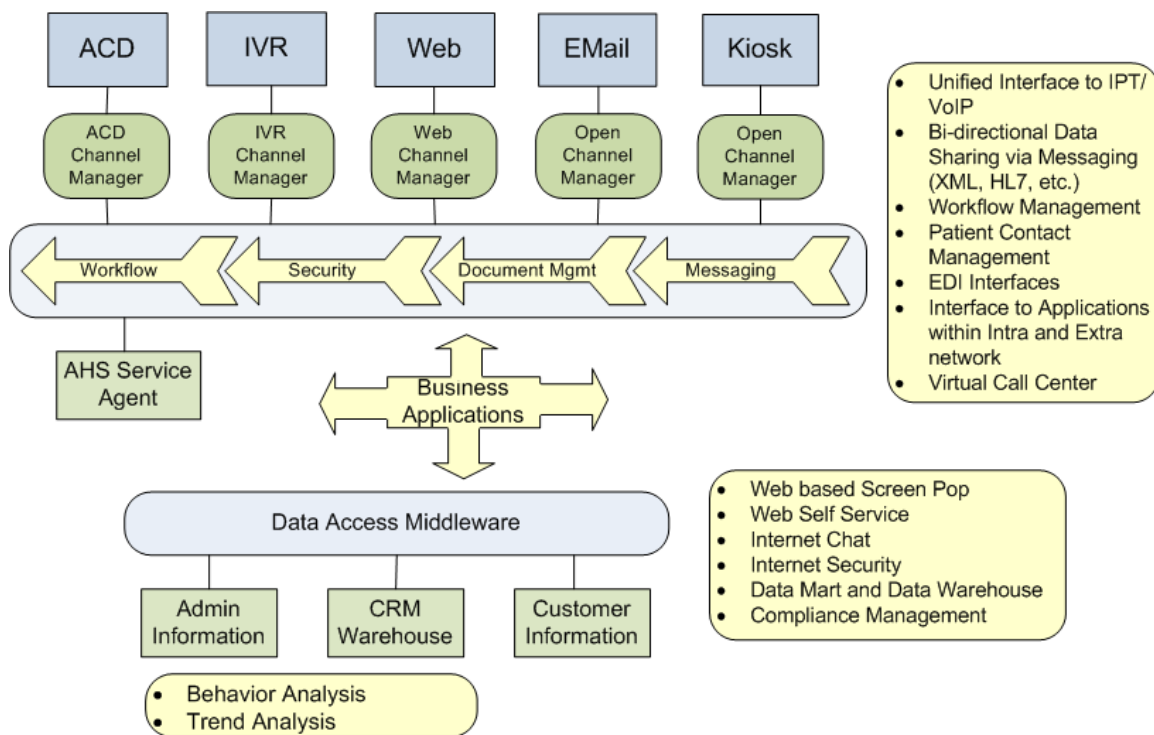 ACD
IVR
Web
EMail
Kiosk
ACD
Channel
Manager
IVR
Channel
Manager
Web
Channel
Manager
Open
Channel
Manager
Open
Channel
Manager
Workflow
Security
Document Mgmt
Messaging
AHS Service
Agent
Business
Applications
• Unified Interface to IPT/
VoIP
• Bi-directional Data
Sharing via Messaging
(XML, HL7, etc.)
• Workflow Management
• Patient Contact
Management
• EDI Interfaces
• Interface to Applications
within Intra and Extra
network
• Virtual Call Center
Data Access Middleware
Admin
Information
CRM
Warehouse
Customer
Information
• Web based Screen Pop
• Web Self Service
• Internet Chat
• Internet Security
• Data Mart and Data Warehouse
• Compliance Management
• Behavior Analysis
• Trend Analysis